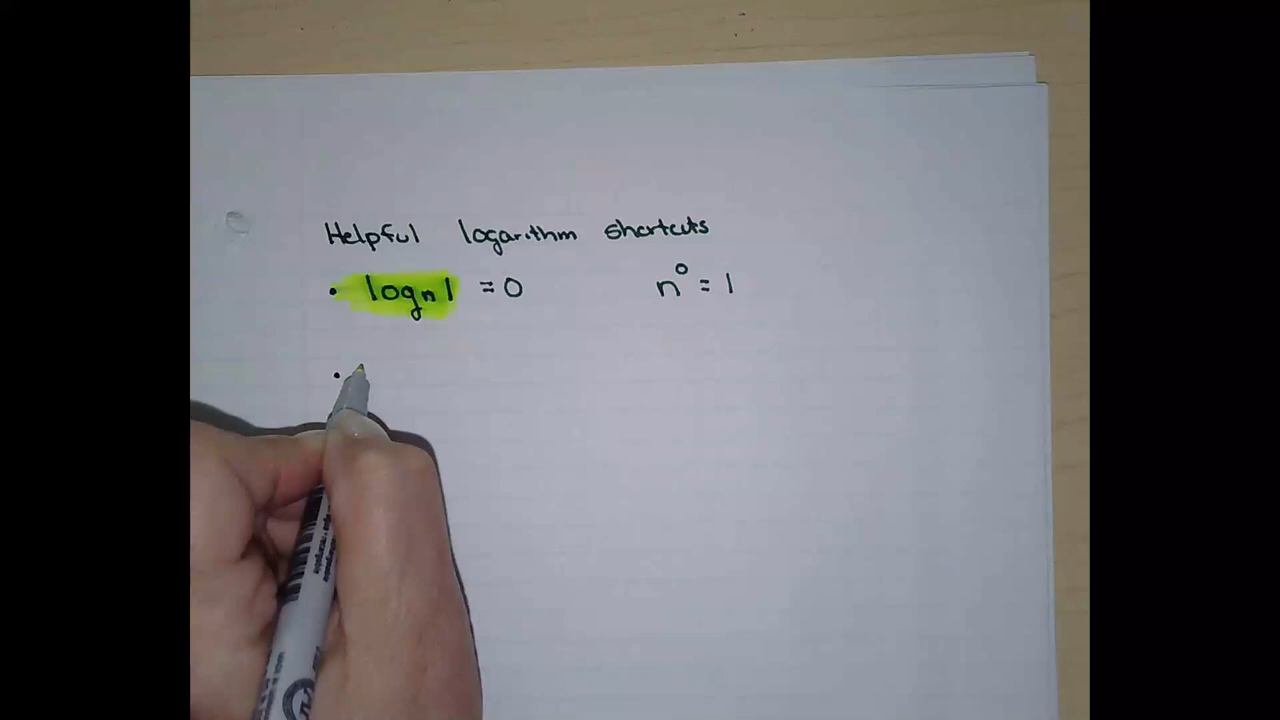 Helpful logarithm shortcuts
• logₙ1 = 0 n⁰ = 1
•